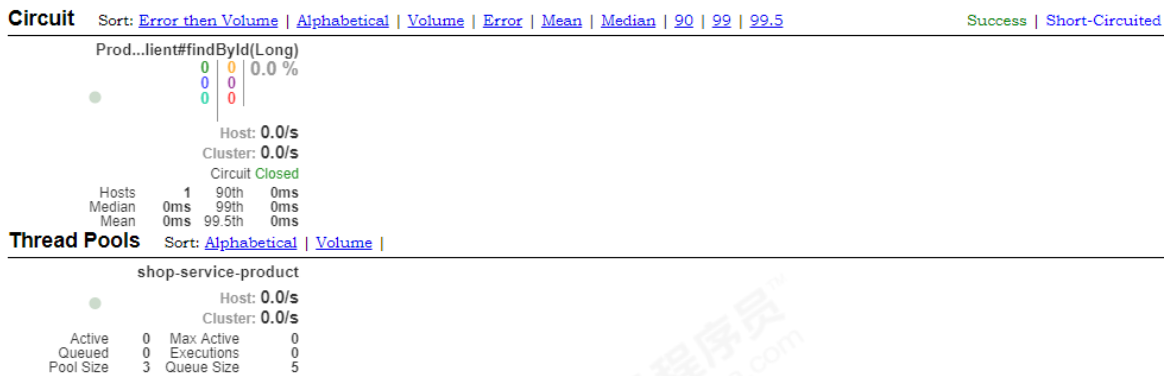 Circuit Sort: Error then Volume | Alphabetical | Volume | Error | Mean | Median | 90 | 99 | 99.5 Success | Short-Circuited
Prod...lient#findById(Long)
0 0 0.0 %
0 0
0 0
Host: 0.0/s
Cluster: 0.0/s
Circuit Closed
Hosts 1 90th 0ms
Median 0ms 99th 0ms
Mean 0ms 99.5th 0ms
Thread Pools Sort: Alphabetical | Volume |
shop-service-product
Host: 0.0/s
Cluster: 0.0/s
Active 0 Max Active 0
Queued 0 Executions 0
Pool Size 3 Queue Size 5
程序员
.com